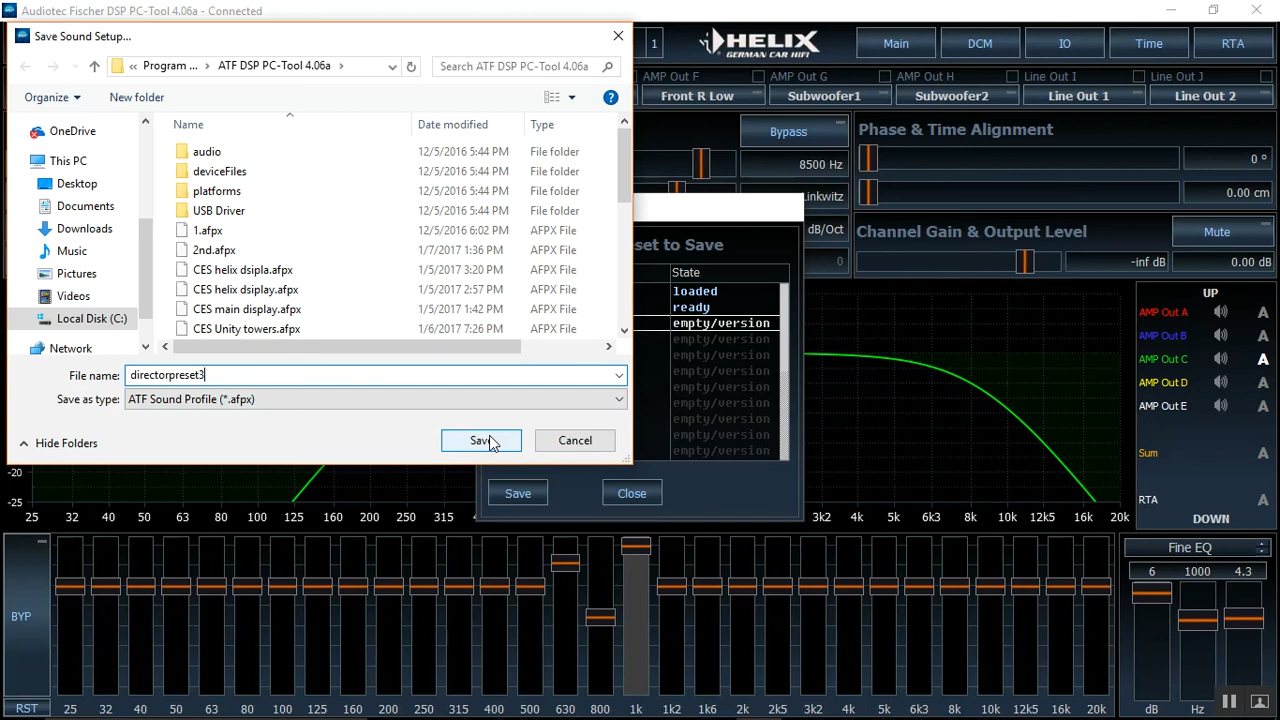 Audiotec Fischer DSP PC-Tool 4.06a - Connected
Save Sound Setup...
1
HELIX
GERMAN CAR HIFI
Main
DCM
IO
Time
RTA
« Program ... > ATF DSP PC-Tool 4.06a >
Search ATF DSP PC-Tool 4.06a
AMP Out F
AMP Out G
AMP Out H
Line Out I
Line Out J
Front R Low
Subwoofer1
Subwoofer2
Line Out 1
Line Out 2
Organize
New folder
Name
Date modified
Type
OneDrive
This PC
Desktop
Documents
Downloads
Music
Pictures
Videos
Local Disk (C:)
Network
audio 12/5/2016 5:44 PM File folder
deviceFiles 12/5/2016 5:44 PM File folder
platforms 12/5/2016 5:44 PM File folder
USB Driver 12/5/2016 5:44 PM File folder
1.afpx 12/5/2016 6:02 PM AFPX File
2nd.afpx 1/7/2017 1:36 PM AFPX File
CES helix dsipla.afpx 1/5/2017 3:20 PM AFPX File
CES helix dsiplay.afpx 1/5/2017 2:57 PM AFPX File
CES main display.afpx 1/5/2017 1:42 PM AFPX File
CES Unity towers.afpx 1/6/2017 7:26 PM AFPX File
File name: directorpreset3
Save as type: ATF Sound Profile (*.afpx)
Hide Folders
Save
Cancel
Bypass
8500 Hz
Linkwitz
dB/Oct
0
Phase & Time Alignment
0 °
0.00 cm
Channel Gain & Output Level
Mute
-inf dB
0.00 dB
eset to Save
State
loaded
ready
empty/version
empty/version
empty/version
empty/version
empty/version
empty/version
empty/version
empty/version
empty/version
Save
Close
UP
AMP Out A A
AMP Out B A
AMP Out C A
AMP Out D A
AMP Out E A
Sum A
RTA A
DOWN
-20
-25
25 32 40 50 63 80 100 125 160 200 250 315 3k2 4k 5k 6k3 8k 10k 12k5 16k 20k
BYP
RST
25 32 40 50 63 80 100 125 160 200 250 315 400 500 630 800 1k 1k2 1k6 2k 2k5 3k2 4k 5k 6k3 8k 10k 12k5 16k 20k
Fine EQ
6 1000 4.3
dB Hz